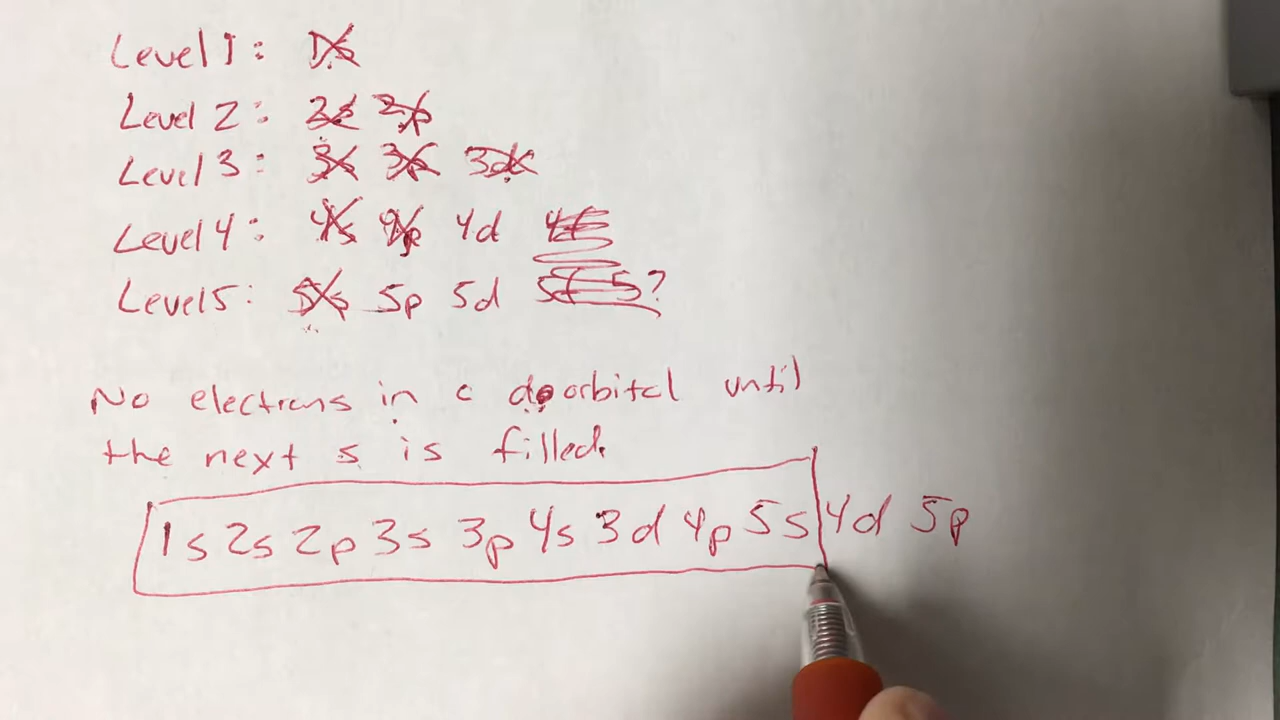 Level 1: 1s
Level 2: 2s 2p
Level 3: 3s 3p 3d
Level 4: 4s 4p 4d 4f
Level 5: 5s 5p 5d 5f 5?
No electrons in a d orbital until
the next s is filled.
1s 2s 2p 3s 3p 4s 3d 4p 5s 4d 5p